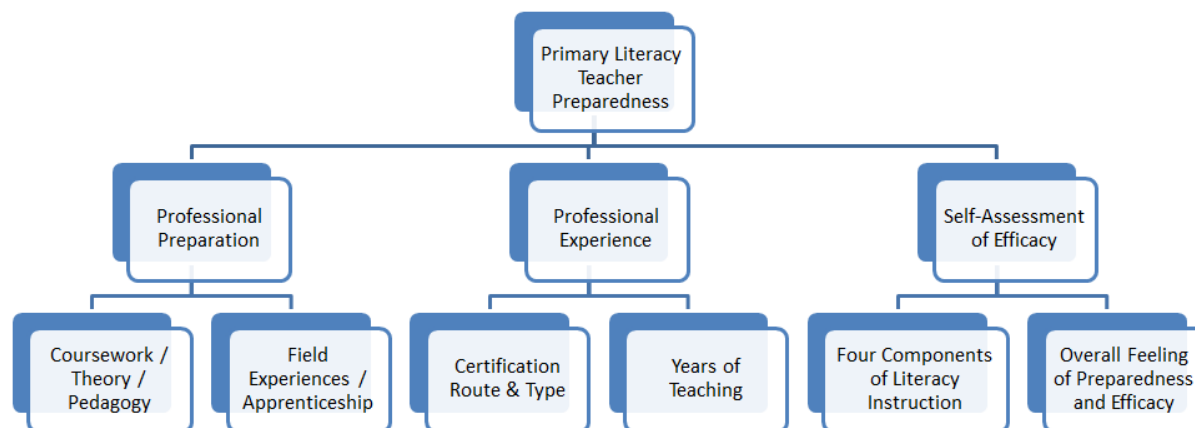 Primary Literacy
Teacher
Preparedness
Professional
Preparation
Professional
Experience
Self-Assessment
of Efficacy
Coursework /
Theory /
Pedagogy
Field
Experiences /
Apprenticeship
Certification
Route & Type
Years of
Teaching
Four Components
of Literacy
Instruction
Overall Feeling
of Preparedness
and Efficacy